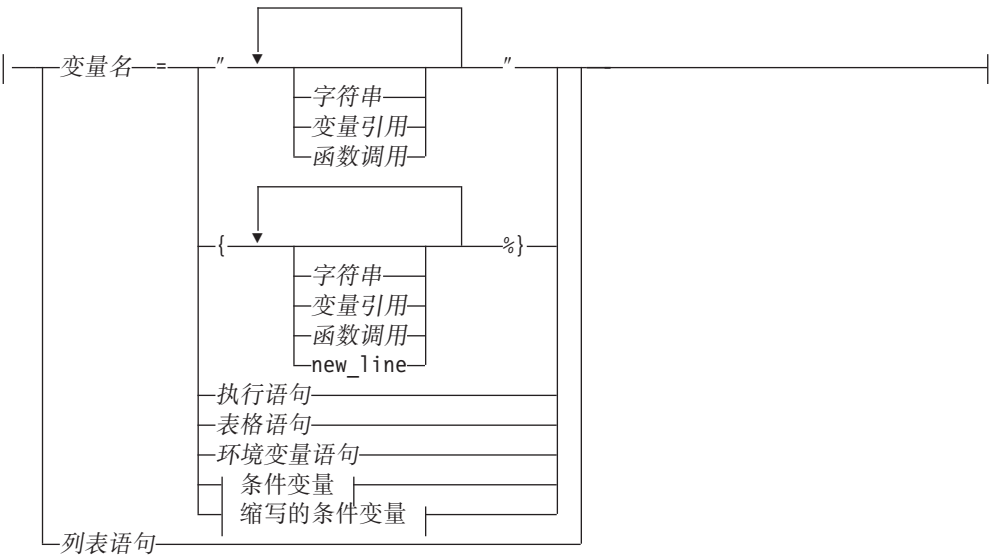 变量名 = " "
字符串
变量引用
函数调用
{ %}
字符串
变量引用
函数调用
new_line
执行语句
表格语句
环境变量语句
条件变量
缩写的条件变量
列表语句